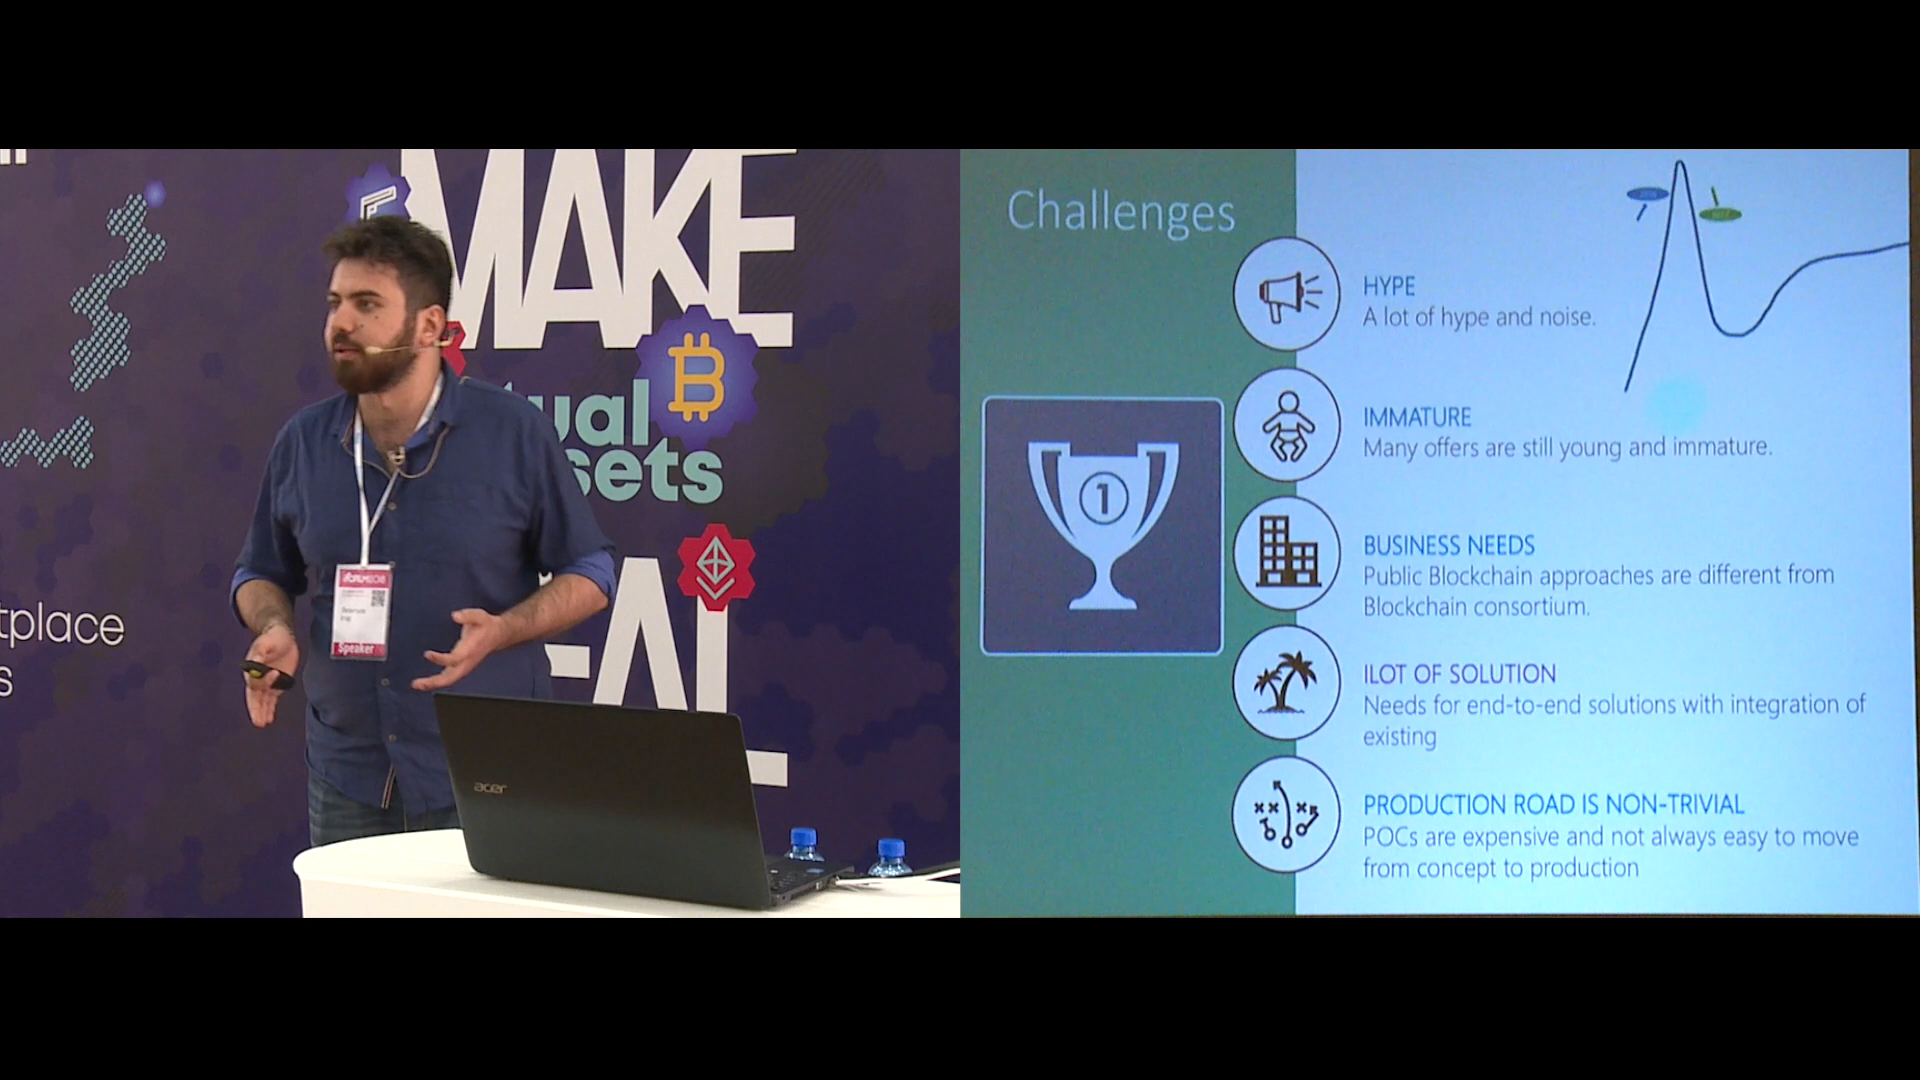 MAKE
ual
sets
tplace
s
Speaker
acer
Challenges
HYPE
A lot of hype and noise.
IMMATURE
Many offers are still young and immature.
1
BUSINESS NEEDS
Public Blockchain approaches are different from
Blockchain consortium.
ILOT OF SOLUTION
Needs for end-to-end solutions with integration of
existing
PRODUCTION ROAD IS NON-TRIVIAL
POCs are expensive and not always easy to move
from concept to production